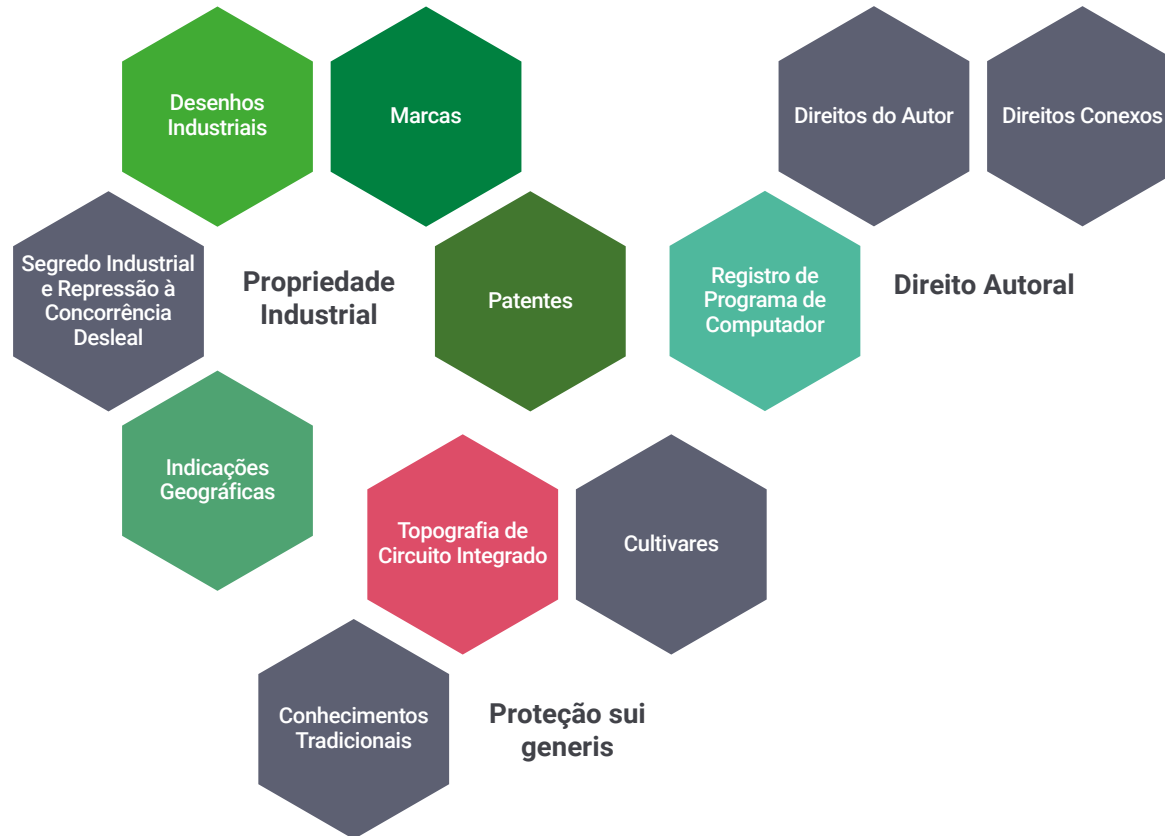 Desenhos
Industriais
Marcas
Direitos do Autor
Direitos Conexos
Segredo Industrial
e Repressão à
Concorrência
Desleal
Propriedade
Industrial
Patentes
Registro de
Programa de
Computador
Direito Autoral
Indicações
Geográficas
Topografia de
Circuito Integrado
Cultivares
Conhecimentos
Tradicionais
Proteção sui
generis